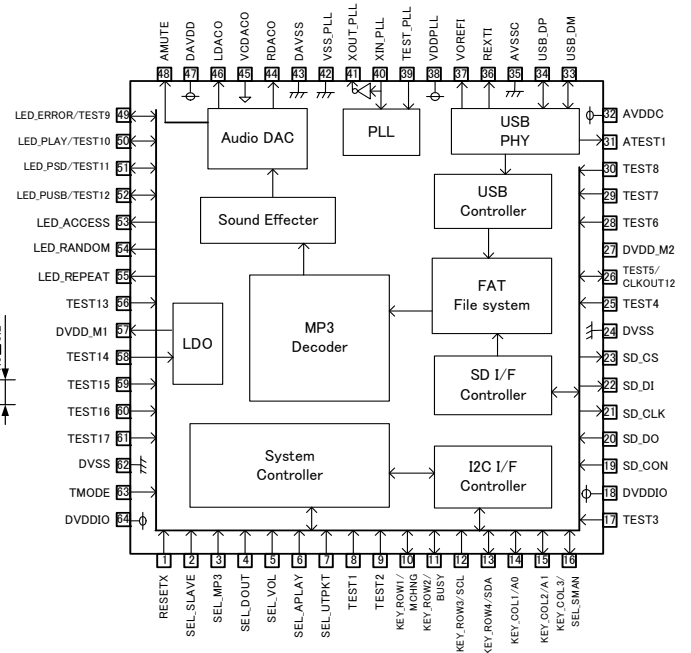 AMUTE
DAVDD
LDACO
VCDACO
RDACO
DAVSS
VSS_PLL
XOUT_PLL
XIN_PLL
TEST_PLL
VDDPLL
VOREFI
REXTI
AVSSC
USB_DP
USB_DM
48
47
46
45
44
43
42
41
40
39
38
37
36
35
34
33
LED_ERROR/TEST9 49
LED_PLAY/TEST10 50
LED_PSD/TEST11 51
LED_PUSB/TEST12 52
LED_ACCESS 53
LED_RANDOM 54
LED_REPEAT 55
TEST13 56
DVDD_M1 57
TEST14 58
TEST15 59
TEST16 60
TEST17 61
DVSS 62
TMODE 63
DVDDIO 64
Audio DAC
PLL
USB
PHY
USB
Controller
Sound Effecter
FAT
File system
MP3
Decoder
LDO
SD I/F
Controller
System
Controller
I2C I/F
Controller
32 AVDDC
31 ATEST1
30 TEST8
29 TEST7
28 TEST6
27 DVDD_M2
26 TEST5/
CLKOUT12
25 TEST4
24 DVSS
23 SD_CS
22 SD_DI
21 SD_CLK
20 SD_DO
19 SD_CON
18 DVDDIO
17 TEST3
1
2
3
4
5
6
7
8
9
10
11
12
13
14
15
16
RESETX
SEL_SLAVE
SEL_MP3
SEL_DOUT
SEL_VOL
SEL_APLAY
SEL_UTPKT
TEST1
TEST2
KEY_ROW1/
MCHNG
KEY_ROW2/
BUSY
KEY_ROW3/SCL
KEY_ROW4/SDA
KEY_COL1/A0
KEY_COL2/A1
KEY_COL3/
SEL_SMAN